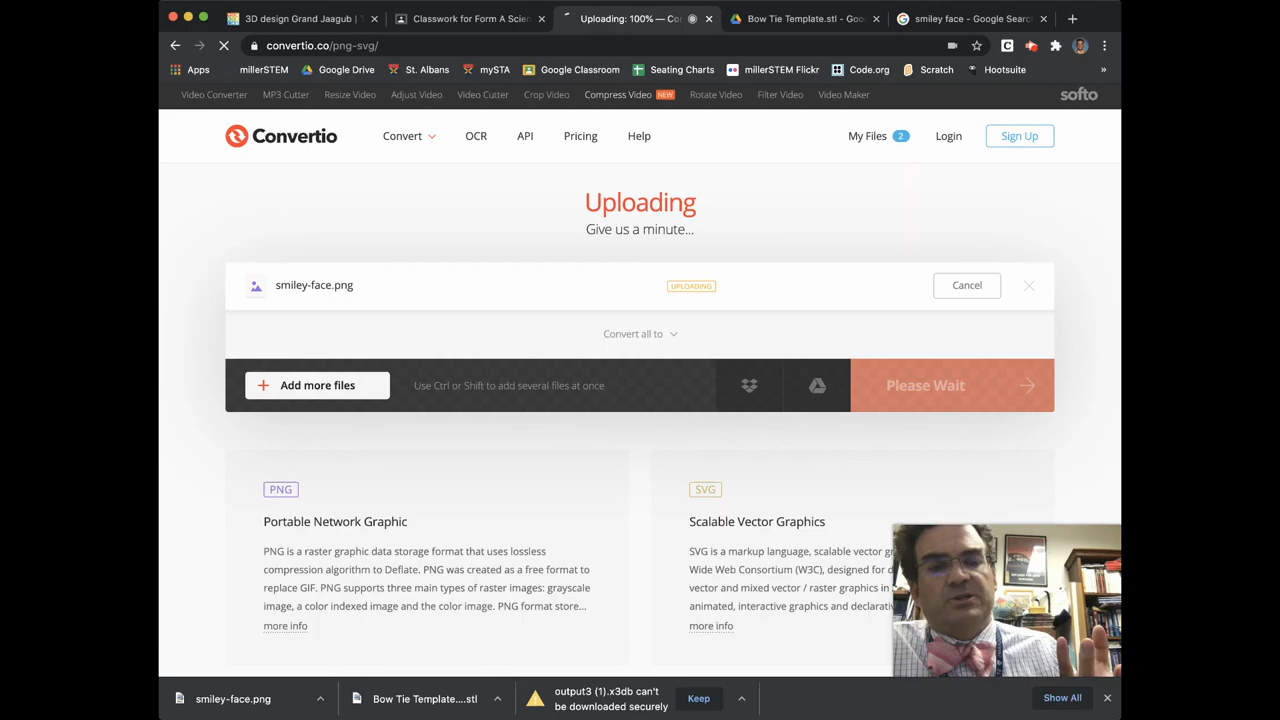 3D design Grand Jaagub | T
Classwork for Form A Scien
Uploading: 100% — Co
Bow Tie Template.stl - Goo
smiley face - Google Searc
convertio.co/png-svg/
Apps
millerSTEM
Google Drive
St. Albans
mySTA
Google Classroom
Seating Charts
millerSTEM Flickr
Code.org
Scratch
Hootsuite
»
Video Converter
MP3 Cutter
Resize Video
Adjust Video
Video Cutter
Crop Video
Compress Video NEW
Rotate Video
Filter Video
Video Maker
softo
Convertio
Convert
OCR
API
Pricing
Help
My Files 2
Login
Sign Up
Uploading
Give us a minute...
smiley-face.png
UPLOADING
Cancel
Convert all to
Add more files
Use Ctrl or Shift to add several files at once
Please Wait
PNG
Portable Network Graphic
PNG is a raster graphic data storage format that uses lossless
compression algorithm to Deflate. PNG was created as a free format to
replace GIF. PNG supports three main types of raster images: grayscale
image, a color indexed image and the color image. PNG format store...
more info
SVG
Scalable Vector Graphics
SVG is a markup language, scalable vector gr
Wide Web Consortium (W3C), designed for d
vector and mixed vector / raster graphics in
animated, interactive graphics and declarativ
more info
smiley-face.png
Bow Tie Template....stl
output3 (1).x3db can't
be downloaded securely
Keep
Show All